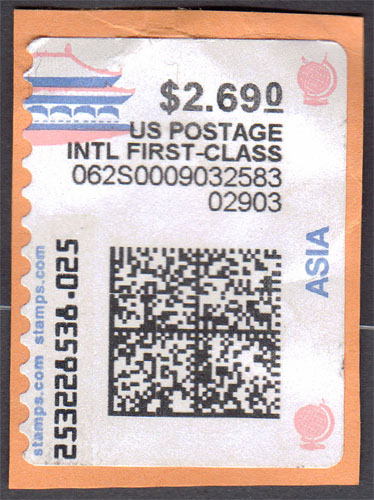 $2.690
US POSTAGE
INTL FIRST-CLASS
062S0009032583
02903
ASIA
stamps.com stamps.com
253226536.025